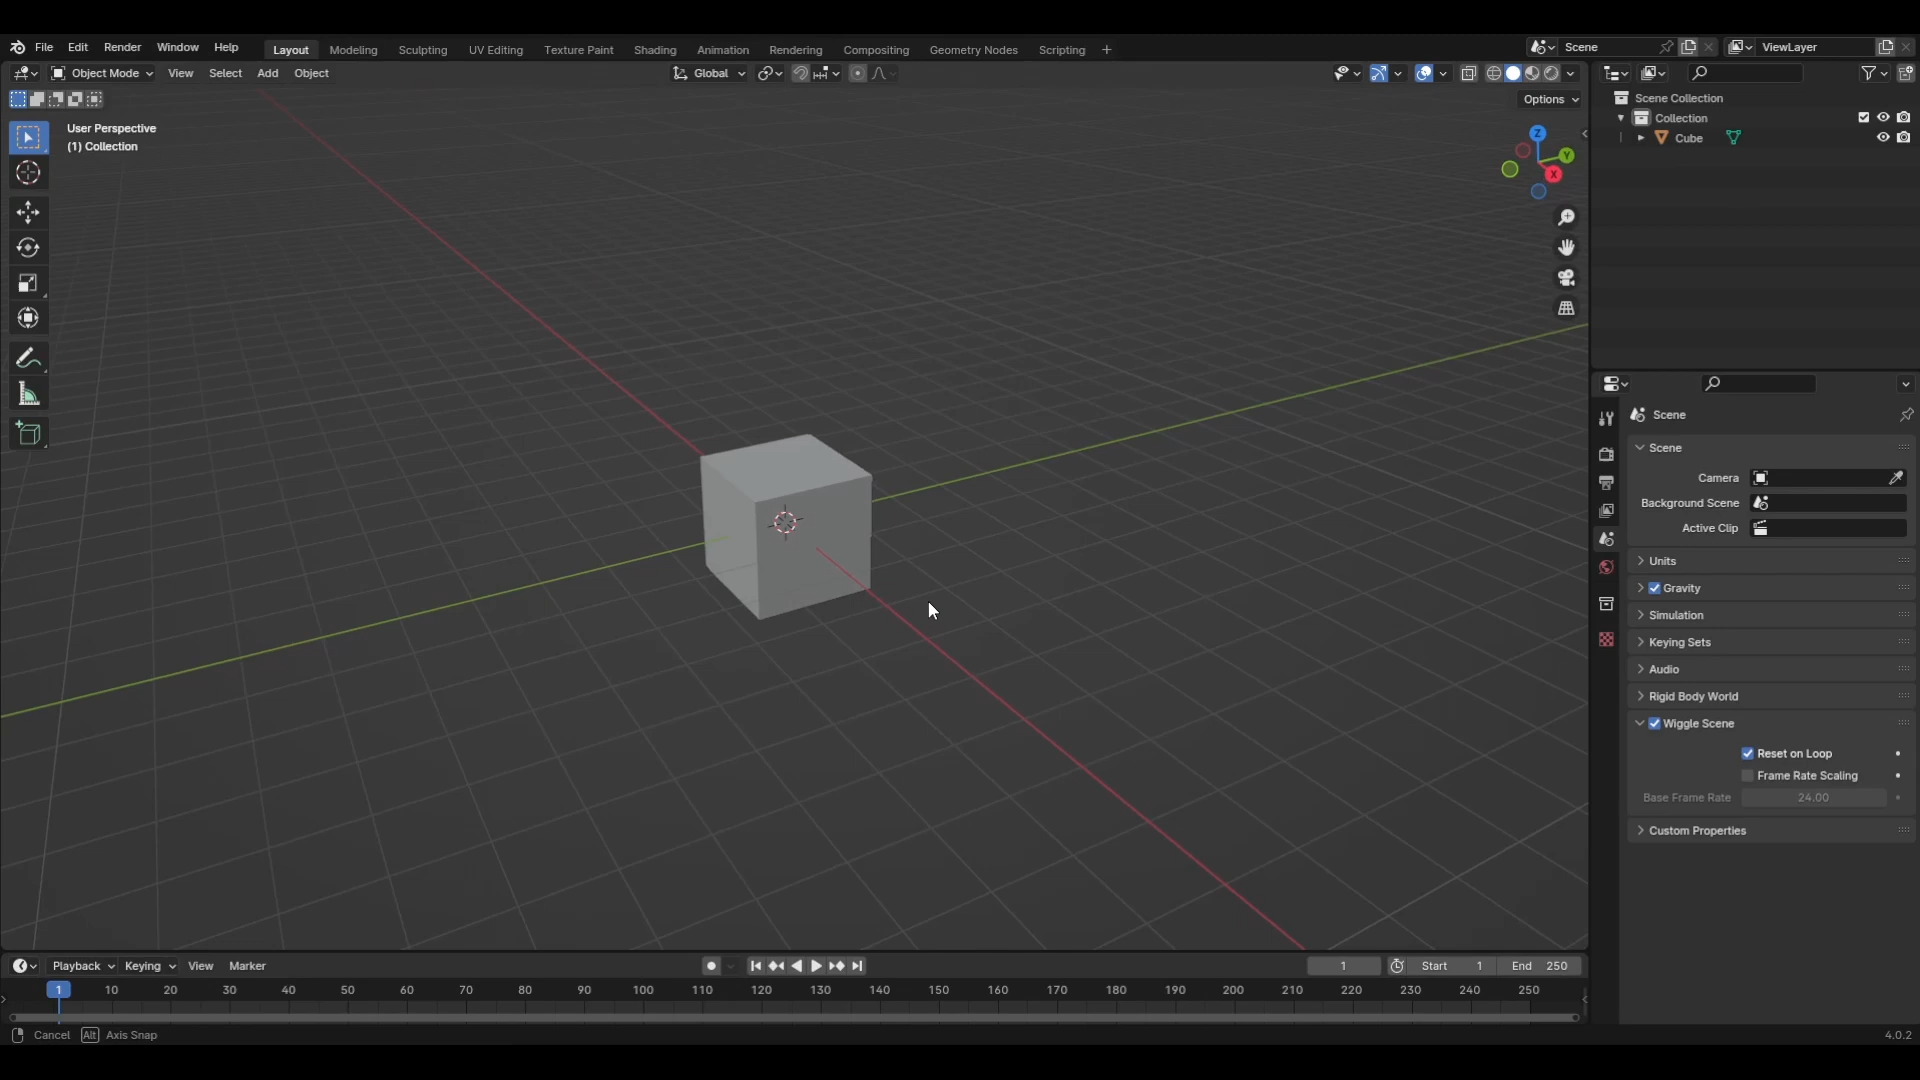 File Edit Render Window Help Layout Modeling Sculpting UV Editing Texture Paint Shading Animation Rendering Compositing Geometry Nodes Scripting + Scene ViewLayer
Object Mode View Select Add Object Global
Options
User Perspective
(1) Collection
Z
Y
X
Scene Collection
Collection
Cube
Scene
Scene
Camera
Background Scene
Active Clip
Units
Gravity
Simulation
Keying Sets
Audio
Rigid Body World
Wiggle Scene
Reset on Loop
Frame Rate Scaling
Base Frame Rate 24.00
Custom Properties
Playback Keying View Marker 1 Start 1 End 250
1 10 20 30 40 50 60 70 80 90 100 110 120 130 140 150 160 170 180 190 200 210 220 230 240 250
Cancel Alt Axis Snap 4.0.2